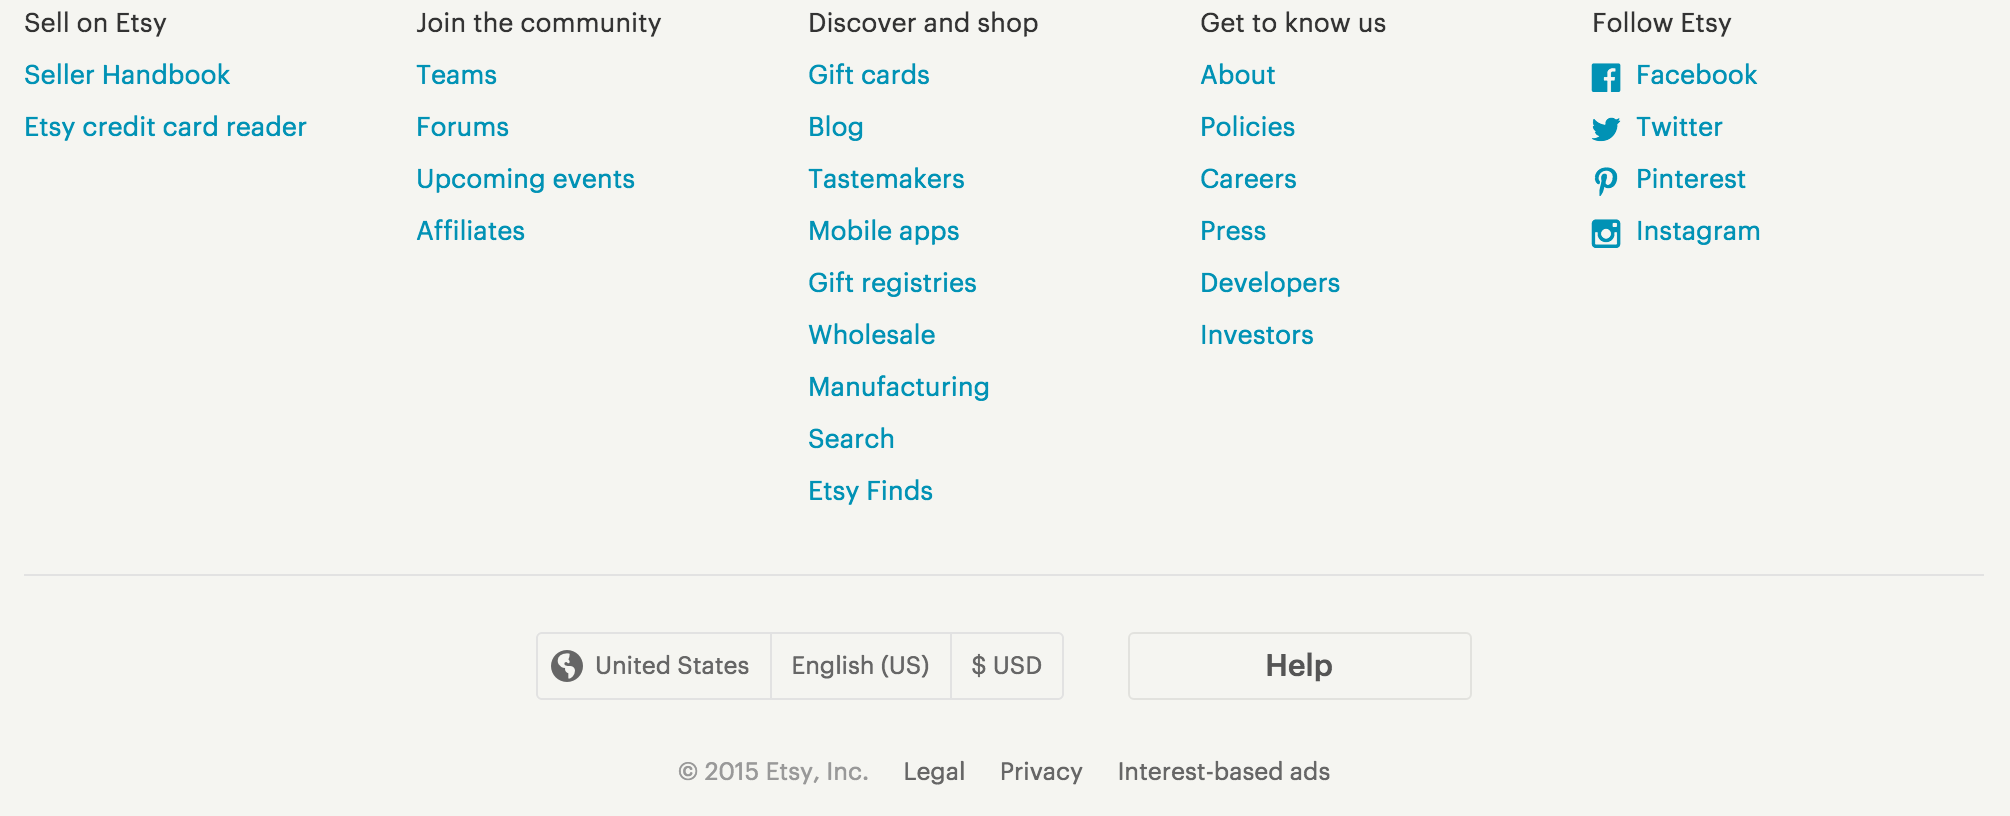 Sell on Etsy
Seller Handbook
Etsy credit card reader
Join the community
Teams
Forums
Upcoming events
Affiliates
Discover and shop
Gift cards
Blog
Tastemakers
Mobile apps
Gift registries
Wholesale
Manufacturing
Search
Etsy Finds
Get to know us
About
Policies
Careers
Press
Developers
Investors
Follow Etsy
Facebook
Twitter
Pinterest
Instagram
United States English (US) $ USD Help
© 2015 Etsy, Inc. Legal Privacy Interest-based ads